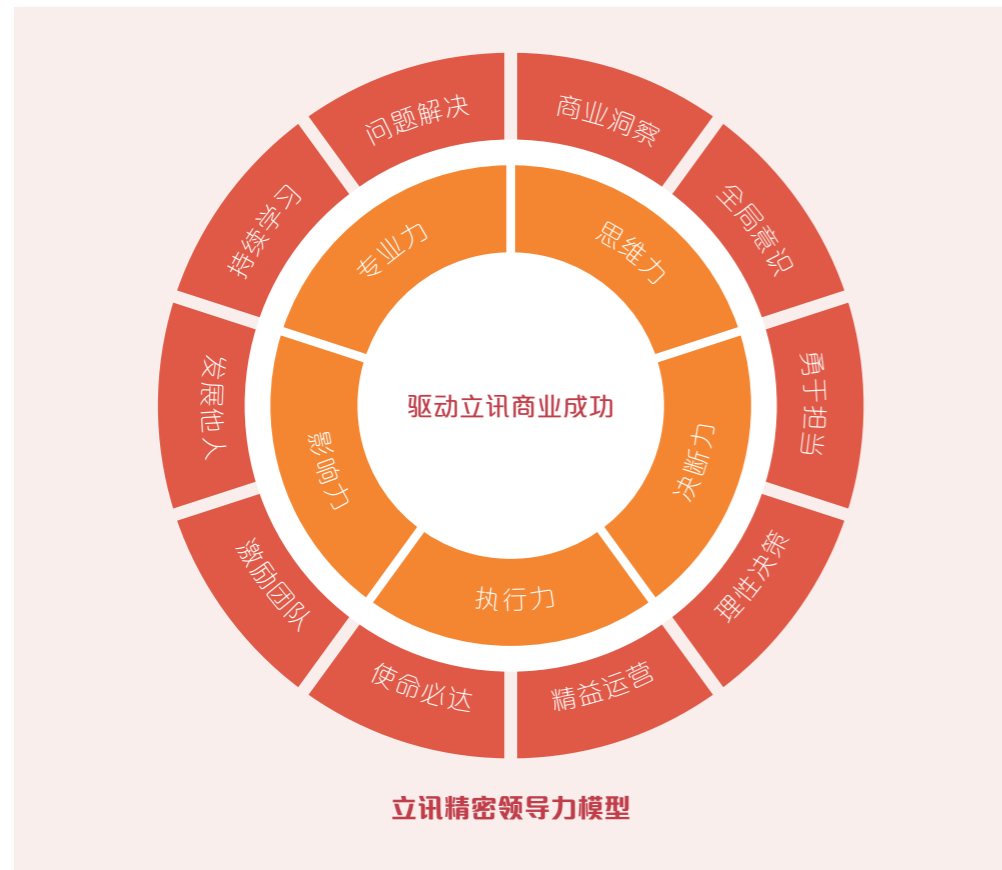 商业洞察
全局意识
勇于担当
理性决策
精益运营
使命必达
激励团队
发展他人
持续学习
问题解决
思维力
决断力
执行力
影响力
专业力
驱动立讯商业成功
立讯精密领导力模型